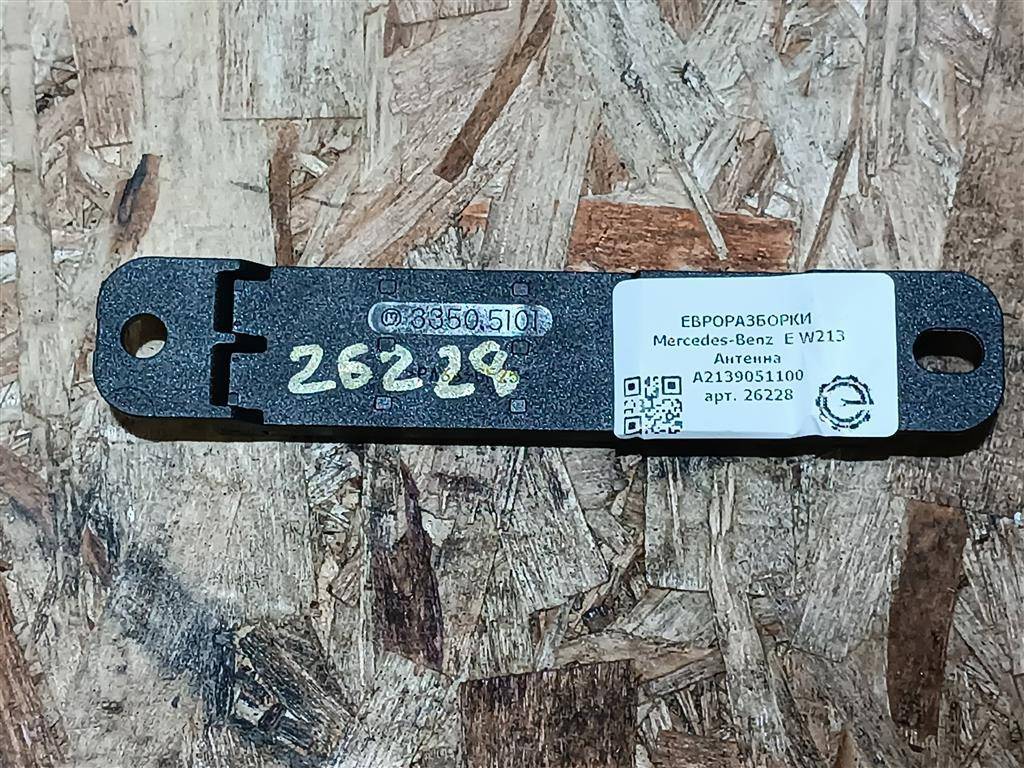 3350.5101
26228
ЕВРОРАЗБОРКИ
Mercedes-Benz E W213
Антенна
A2139051100
арт. 26228